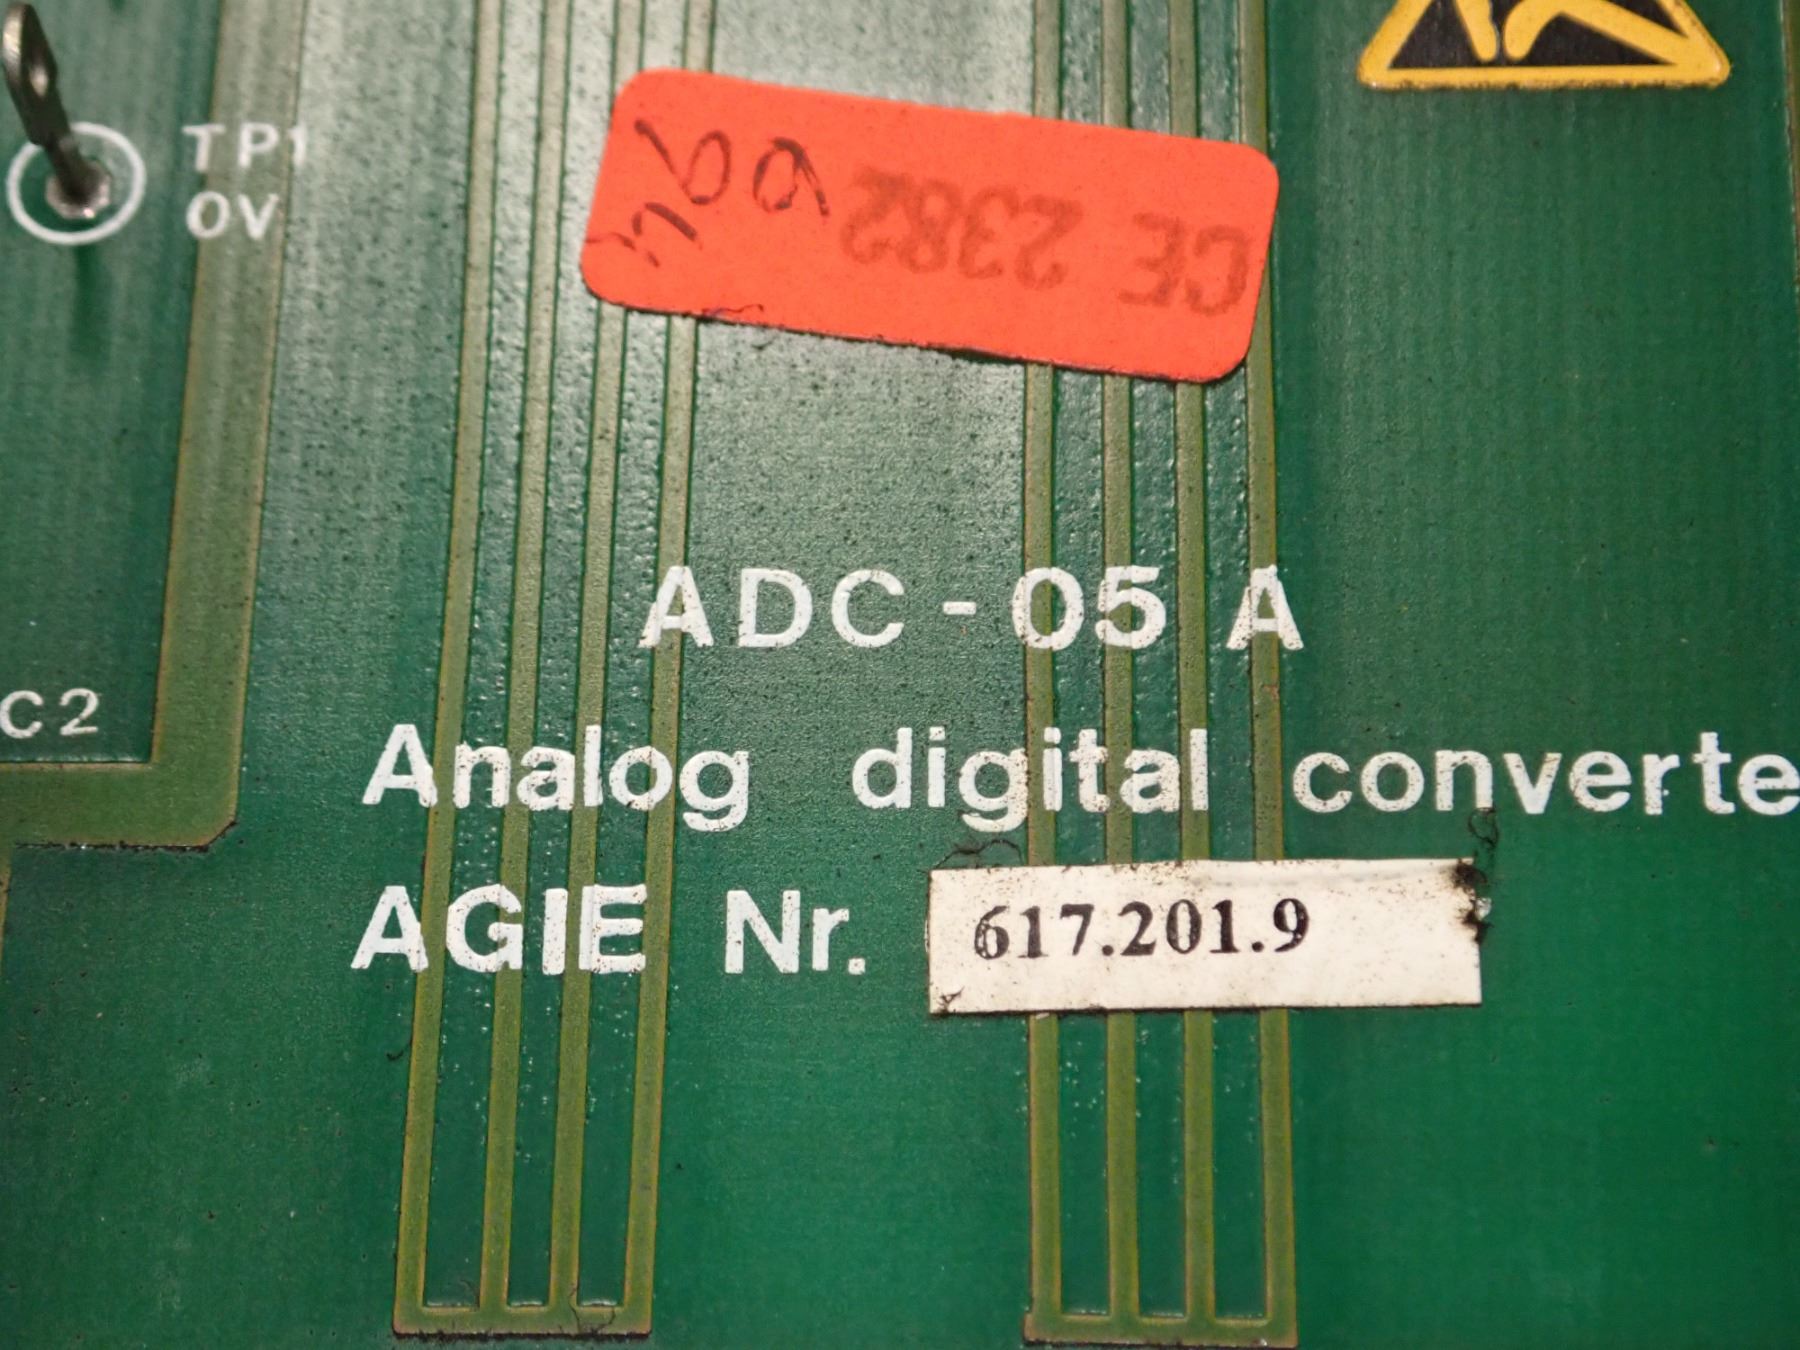 TP1
0V
CE 2382
ADC - 05 A
C2
Analog digital converte
AGIE Nr. 617.201.9